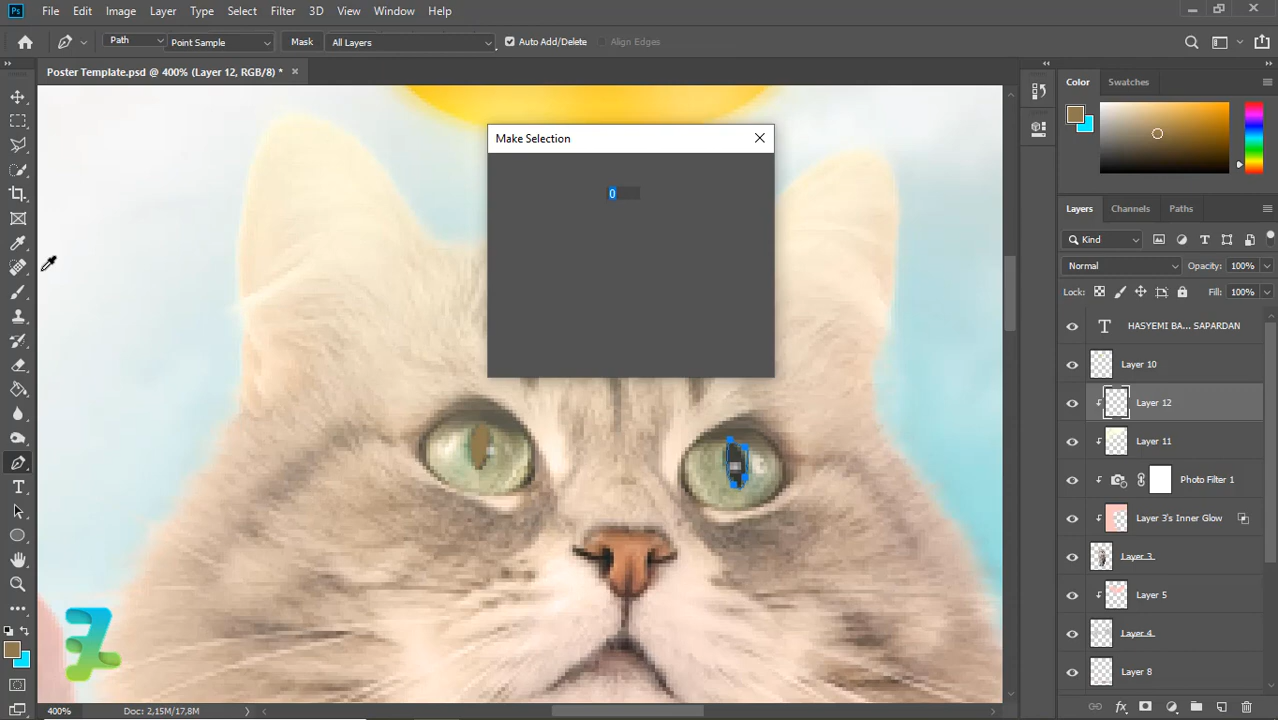 Ps File Edit Image Layer Type Select Filter 3D View Window Help
Path Point Sample Mask All Layers Auto Add/Delete Align Edges
Poster Template.psd @ 400% (Layer 12, RGB/8) *
Make Selection
0
Color Swatches
Layers Channels Paths
Kind
Normal Opacity: 100%
Lock: Fill: 100%
T HASYEMI BA... SAPARDAN
Layer 10
Layer 12
Layer 11
Photo Filter 1
Layer 3's Inner Glow
Layer 3
Layer 5
Layer 4
Layer 8
400% Doc: 2,15M/17,8M